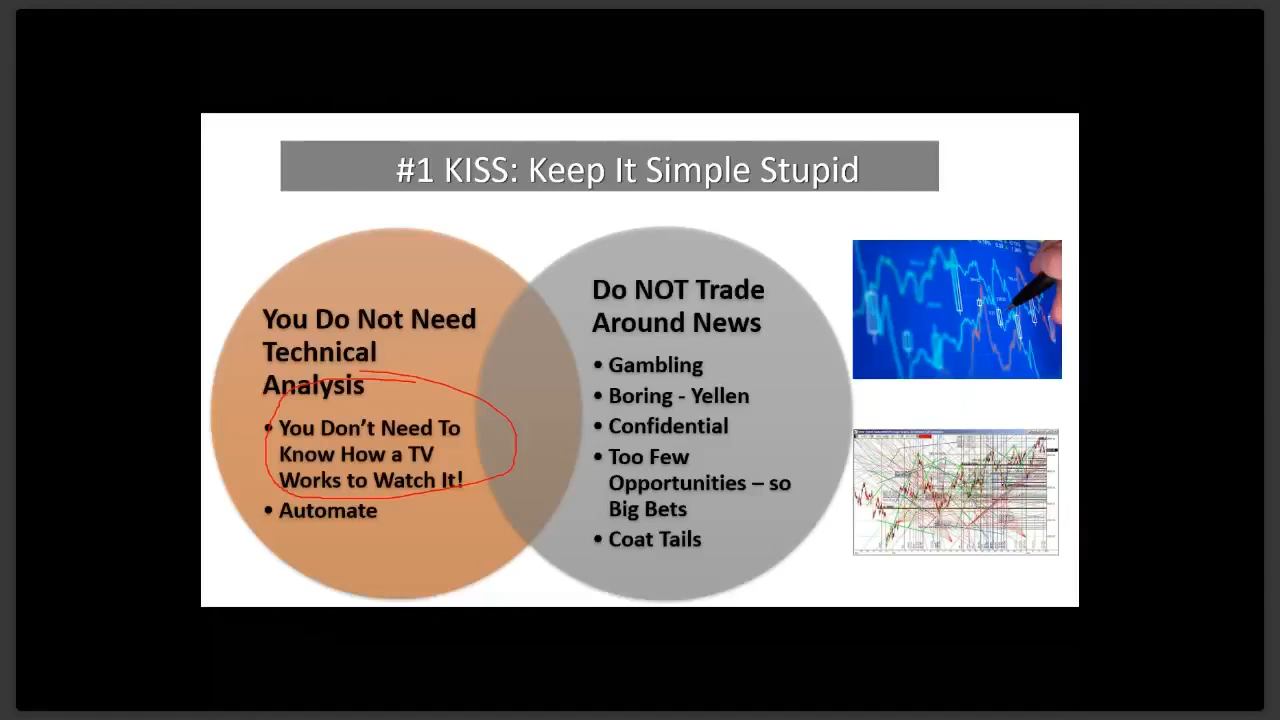 #1 KISS: Keep It Simple Stupid
You Do Not Need
Technical
Analysis
• You Don't Need To
Know How a TV
Works to Watch It!
• Automate
Do NOT Trade
Around News
• Gambling
• Boring - Yellen
• Confidential
• Too Few
Opportunities – so
Big Bets
• Coat Tails